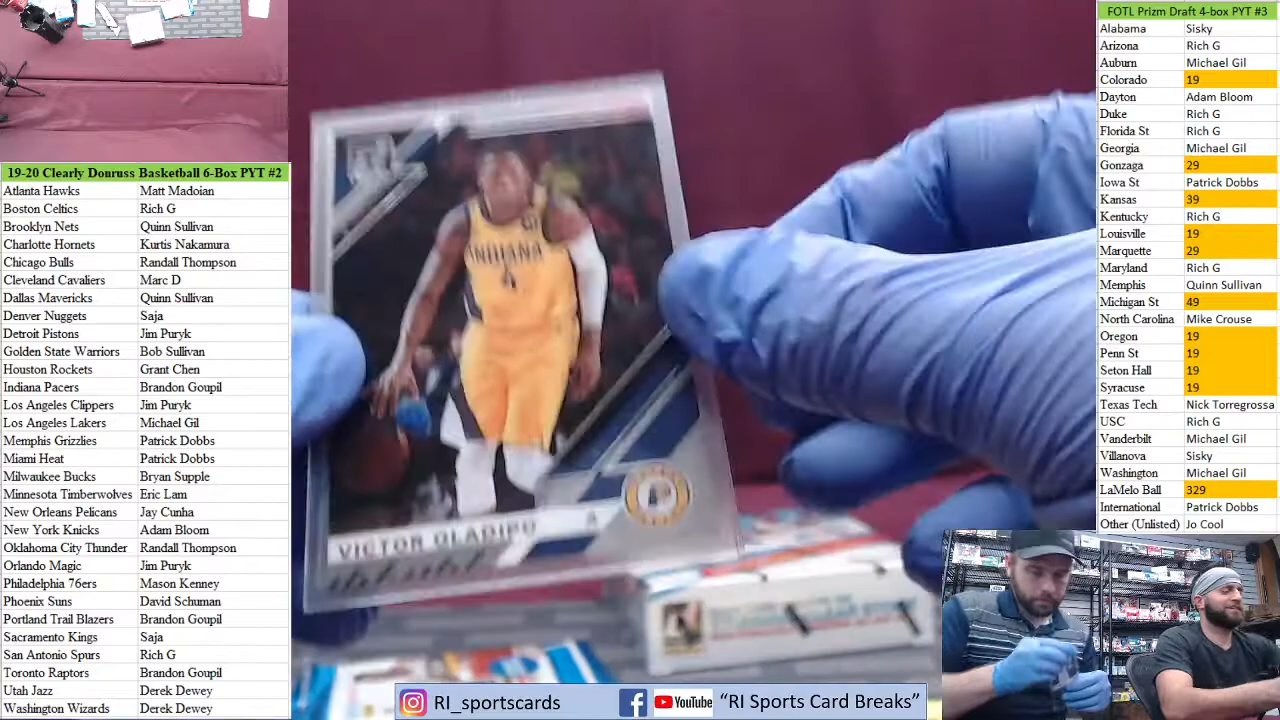 19-20 Clearly Donruss Basketball 6-Box PYT #2
Atlanta Hawks Matt Madoian
Boston Celtics Rich G
Brooklyn Nets Quinn Sullivan
Charlotte Hornets Kurtis Nakamura
Chicago Bulls Randall Thompson
Cleveland Cavaliers Marc D
Dallas Mavericks Quinn Sullivan
Denver Nuggets Saja
Detroit Pistons Jim Puryk
Golden State Warriors Bob Sullivan
Houston Rockets Grant Chen
Indiana Pacers Brandon Goupil
Los Angeles Clippers Jim Puryk
Los Angeles Lakers Michael Gil
Memphis Grizzlies Patrick Dobbs
Miami Heat Patrick Dobbs
Milwaukee Bucks Bryan Supple
Minnesota Timberwolves Eric Lam
New Orleans Pelicans Jay Cunha
New York Knicks Adam Bloom
Oklahoma City Thunder Randall Thompson
Orlando Magic Jim Puryk
Philadelphia 76ers Mason Kenney
Phoenix Suns David Schuman
Portland Trail Blazers Brandon Goupil
Sacramento Kings Saja
San Antonio Spurs Rich G
Toronto Raptors Brandon Goupil
Utah Jazz Derek Dewey
Washington Wizards Derek Dewey
INDIANA
4
VICTOR OLADIPO
RI_sportscards YouTube "RI Sports Card Breaks"
FOTL Prizm Draft 4-box PYT #3
Alabama Sisky
Arizona Rich G
Auburn Michael Gil
Colorado 19
Dayton Adam Bloom
Duke Rich G
Florida St Rich G
Georgia Michael Gil
Gonzaga 29
Iowa St Patrick Dobbs
Kansas 39
Kentucky Rich G
Louisville 19
Marquette 29
Maryland Rich G
Memphis Quinn Sullivan
Michigan St 49
North Carolina Mike Crouse
Oregon 19
Penn St 19
Seton Hall 19
Syracuse 19
Texas Tech Nick Torregrossa
USC Rich G
Vanderbilt Michael Gil
Villanova Sisky
Washington Michael Gil
LaMelo Ball 329
International Patrick Dobbs
Other (Unlisted) Jo Cool